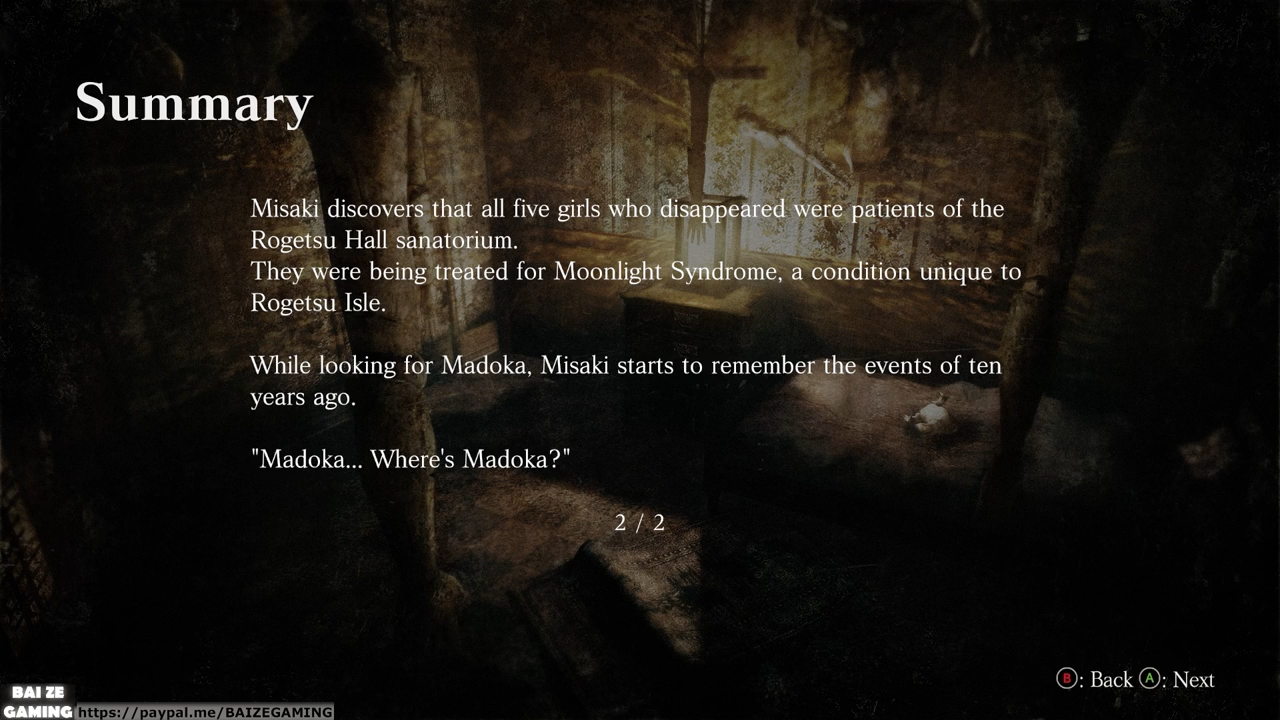 Summary
Misaki discovers that all five girls who disappeared were patients of the
Rogetsu Hall sanatorium.
They were being treated for Moonlight Syndrome, a condition unique to
Rogetsu Isle.
While looking for Madoka, Misaki starts to remember the events of ten
years ago.
"Madoka... Where's Madoka?"
2 / 2
B: Back A: Next
BAI ZE
GAMING https://paypal.me/BAIZEGAMING